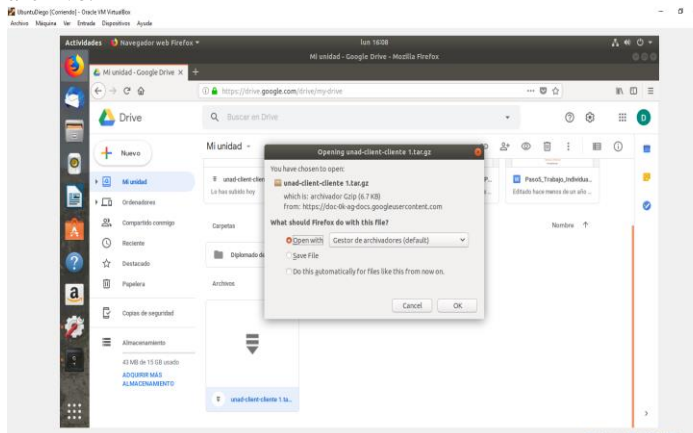 UbuntuDiego [Corriendo] - Oracle VM VirtualBox
Archivo Máquina Ver Entrada Dispositivos Ayuda
Actividades Navegador web Firefox lun 16:08
Mi unidad - Google Drive - Mozilla Firefox
Mi unidad - Google Drive
https://drive.google.com/drive/my-drive
Drive
Buscar en Drive
D
Nuevo
Mi unidad
Mi unidad
Ordenadores
Compartido conmigo
Reciente
Destacado
Papelera
Copias de seguridad
Almacenamiento
43 MB de 15 GB usado
ADQUIRIR MÁS
ALMACENAMIENTO
unad-client-clien
Lo has subido hoy
Paso5_Trabajo_Individua...
Editado hace menos de un año ...
Carpetas
Nombre
Diplomado de
Archivos
unad-client-cliente 1.ta...
Opening unad-client-cliente 1.tar.gz
You have chosen to open:
unad-client-cliente 1.tar.gz
which is: archivador Gzip (6.7 KB)
from: https://doc-0k-ag-docs.googleusercontent.com
What should Firefox do with this file?
Open with Gestor de archivadores (default)
Save File
Do this automatically for files like this from now on.
Cancel OK